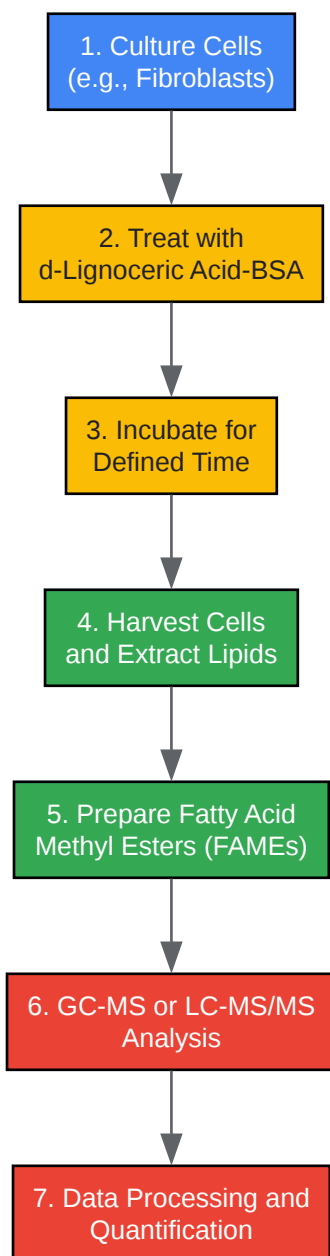 1. Culture Cells
(e.g., Fibroblasts)
2. Treat with
d-Lignoceric Acid-BSA
3. Incubate for
Defined Time
4. Harvest Cells
and Extract Lipids
5. Prepare Fatty Acid
Methyl Esters (FAMEs)
6. GC-MS or LC-MS/MS
Analysis
7. Data Processing and
Quantification